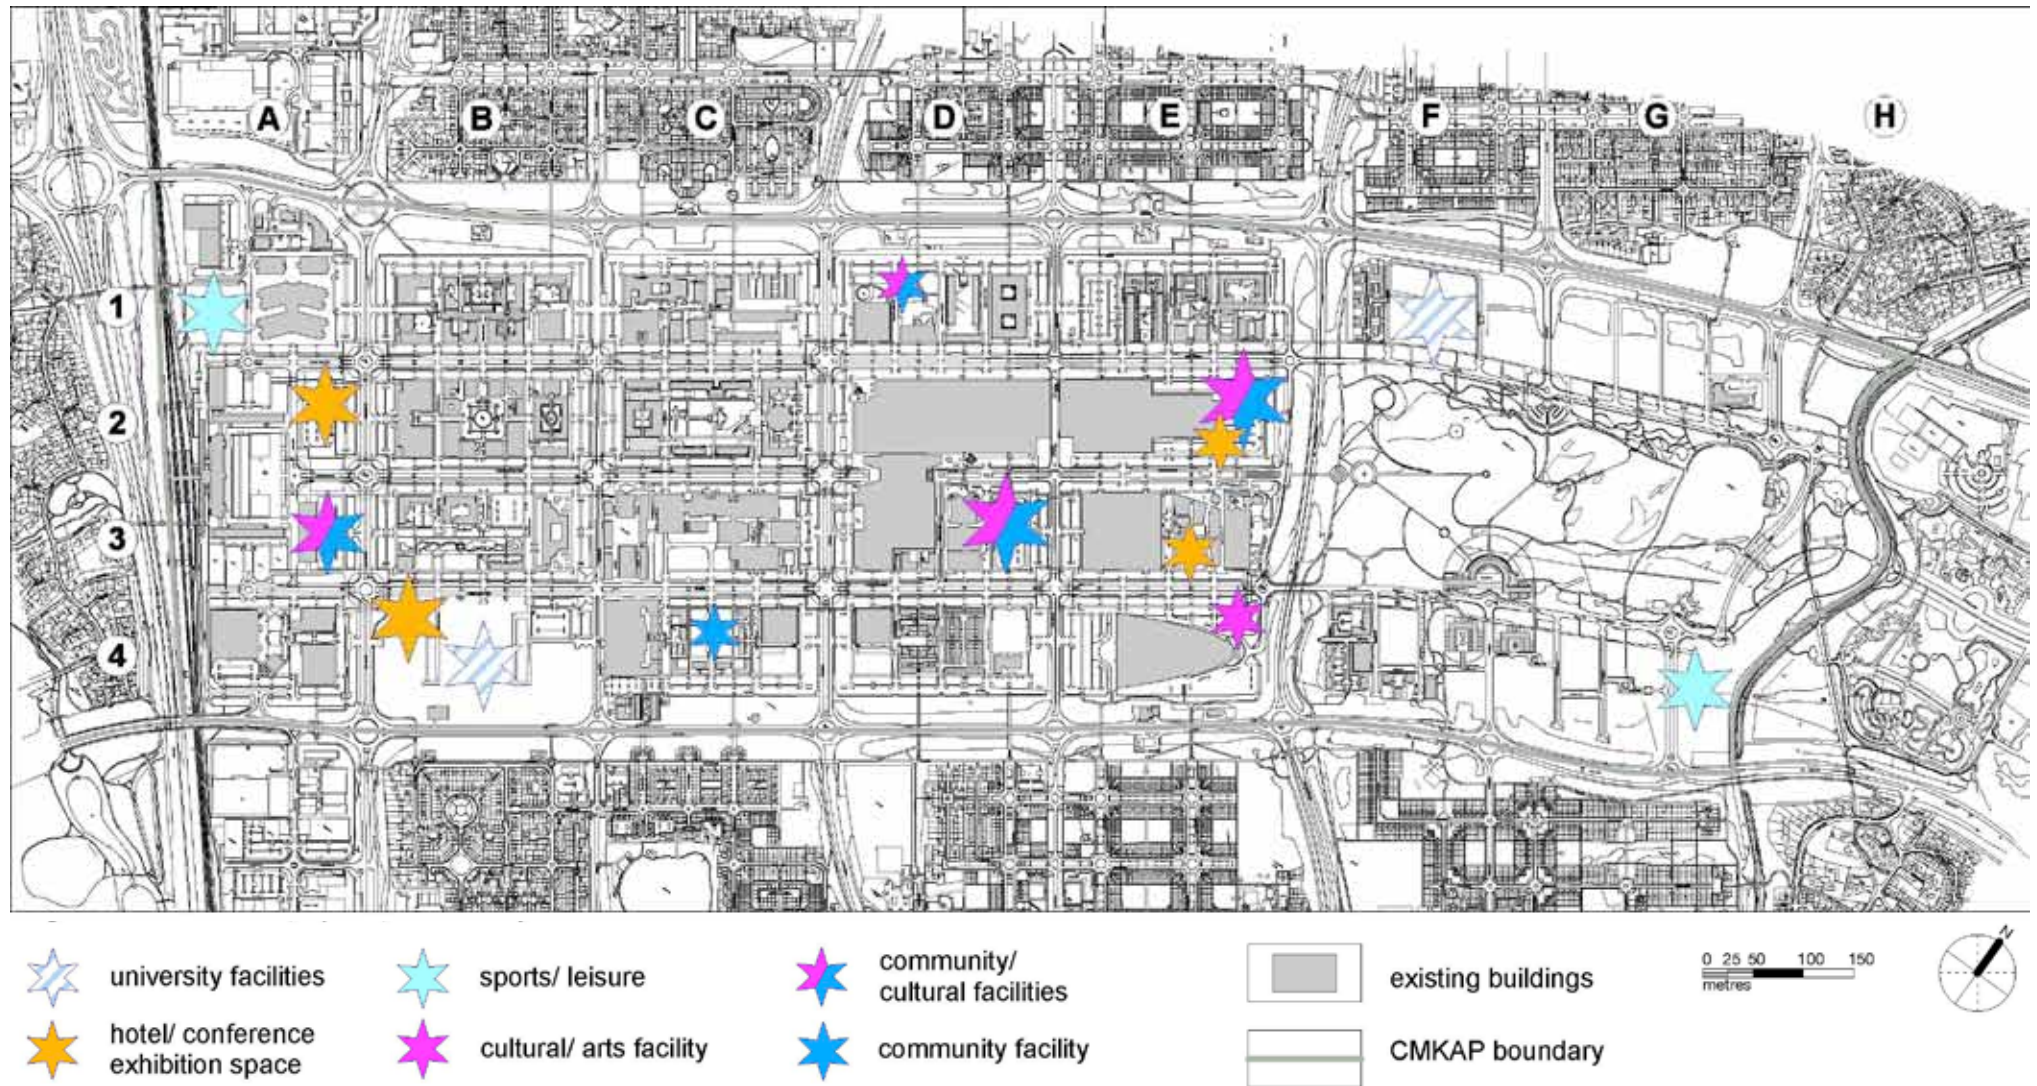 A B C D E F G H
1
2
3
4
university facilities
sports/ leisure
community/
cultural facilities
existing buildings
0 25 50 100 150
metres
N
hotel/ conference
exhibition space
cultural/ arts facility
community facility
CMKAP boundary